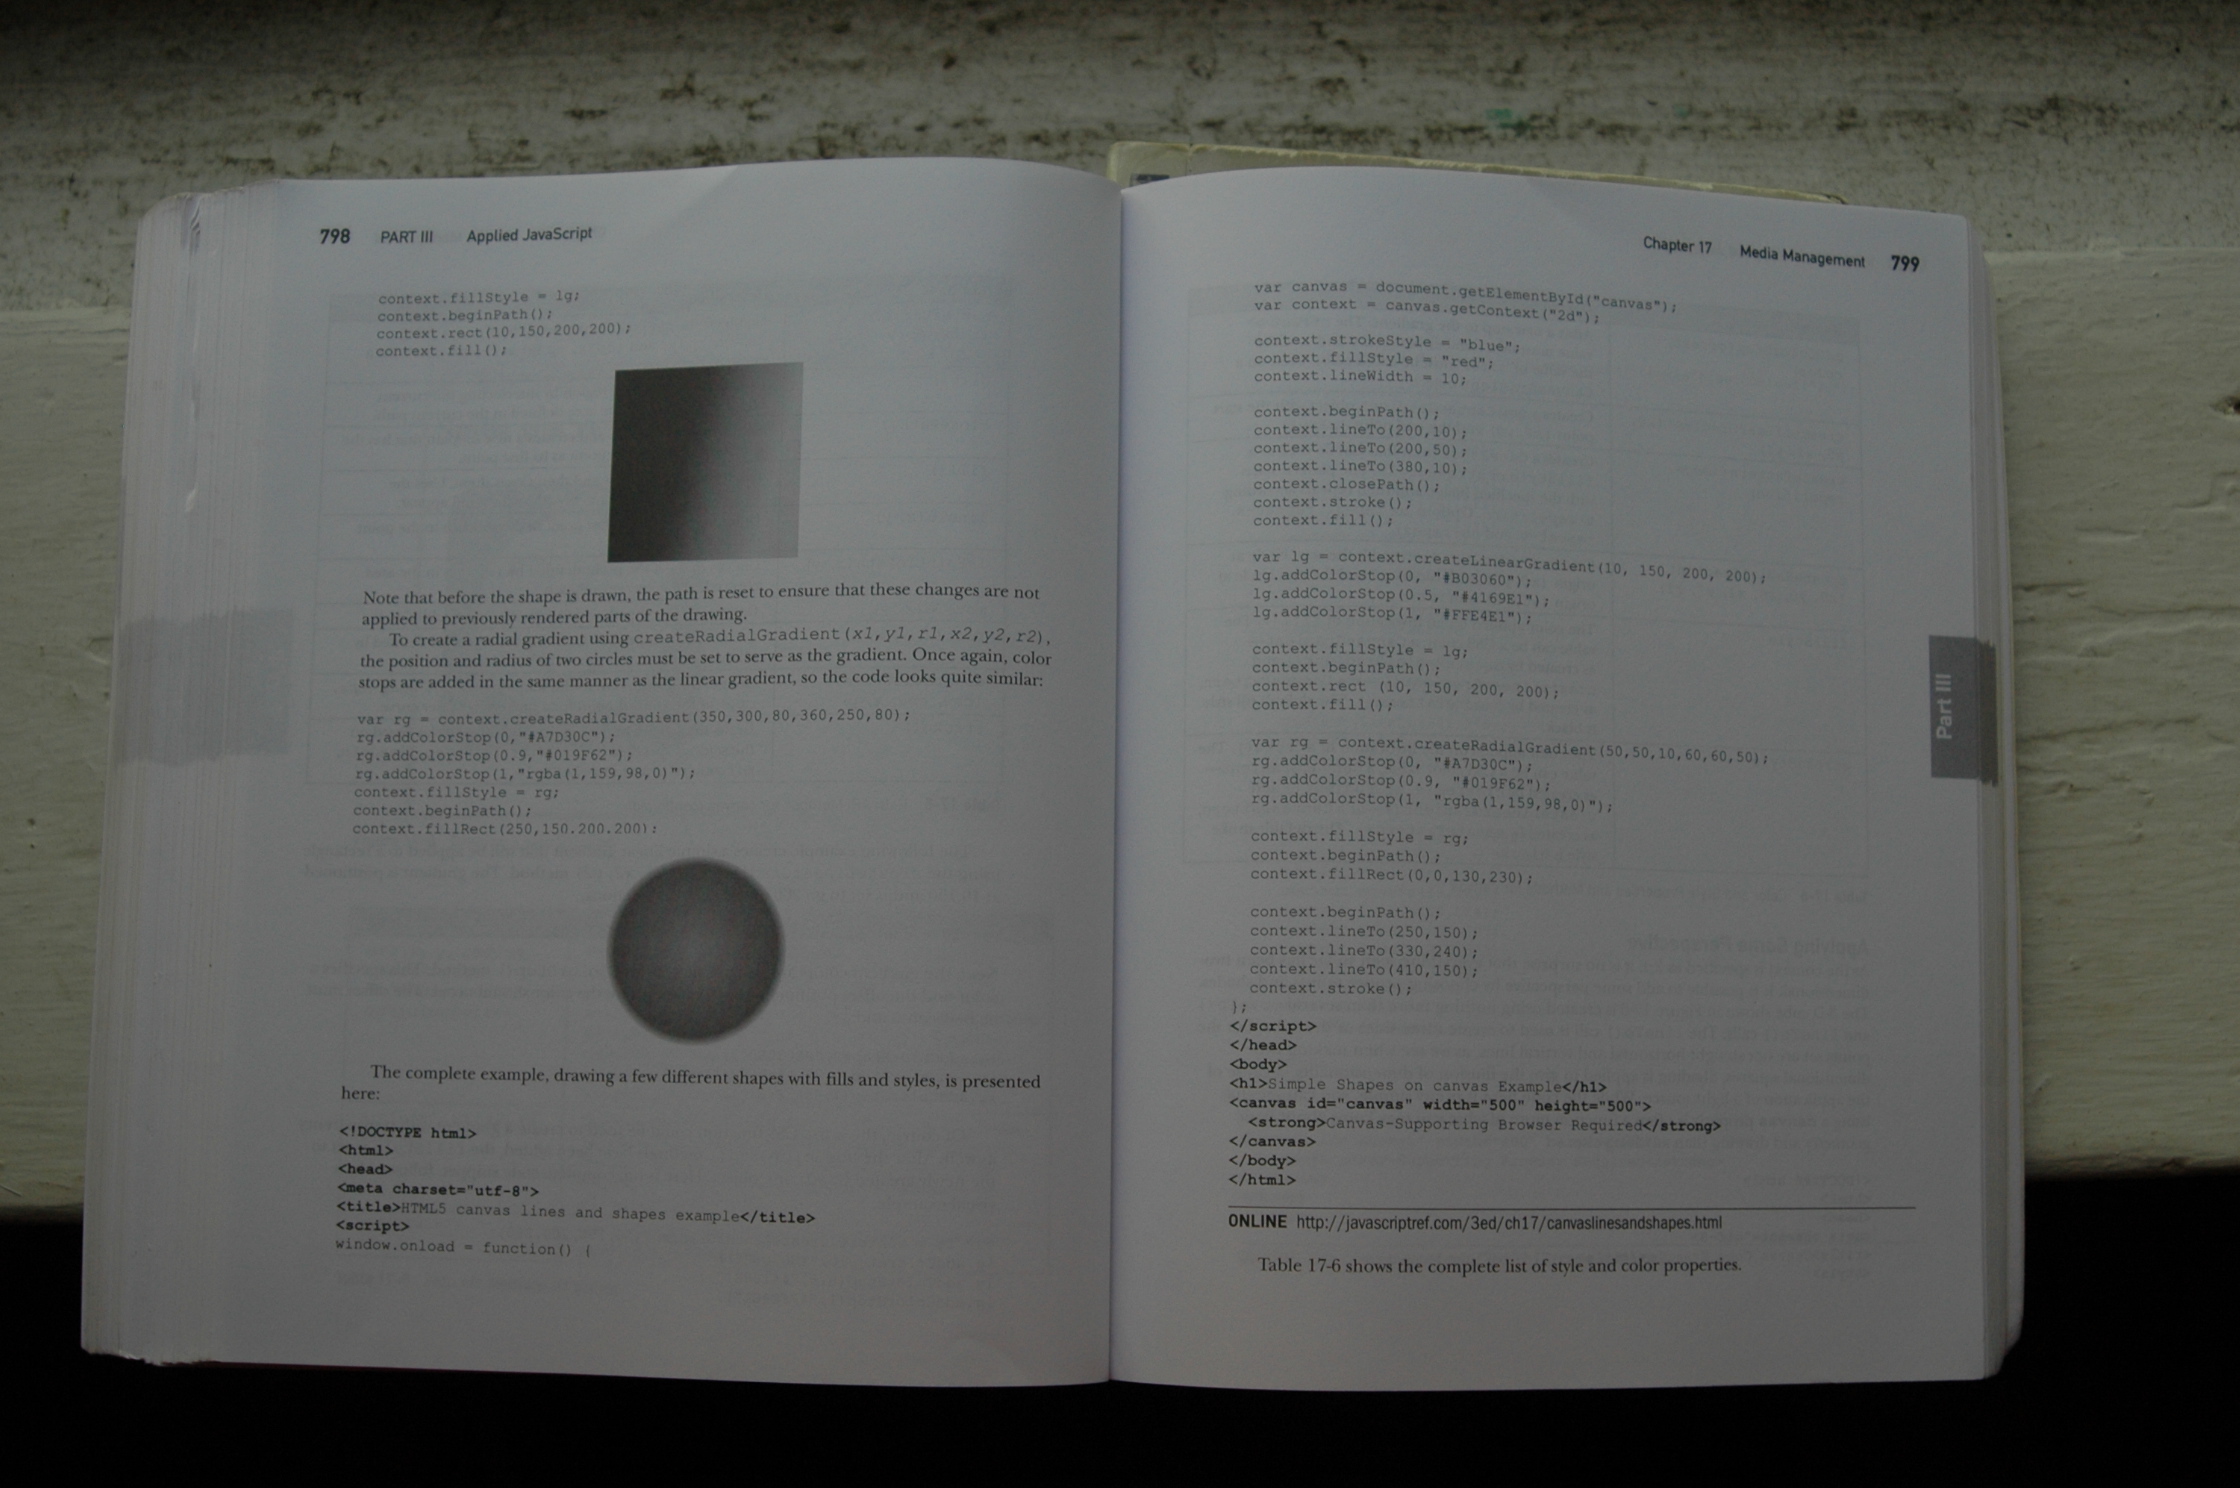 798 PART III Applied JavaScript
context.fillStyle = lg;
context.beginPath();
context.rect(10,150,200,200);
context.fill();
Note that before the shape is drawn, the path is reset to ensure that these changes are not
applied to previously rendered parts of the drawing.
To create a radial gradient using createRadialGradient(x1,y1,r1,x2,y2,r2),
the position and radius of two circles must be set to serve as the gradient. Once again, color
stops are added in the same manner as the linear gradient, so the code looks quite similar:
var rg = context.createRadialGradient(350,300,80,360,250,80);
rg.addColorStop(0,"#A7D30C");
rg.addColorStop(0.9,"#019F62");
rg.addColorStop(1,"rgba(1,159,98,0)");
context.fillStyle = rg;
context.beginPath();
context.fillRect(250,150.200.200);
The complete example, drawing a few different shapes with fills and styles, is presented
here:
<!DOCTYPE html>
<html>
<head>
<meta charset="utf-8">
<title>HTML5 canvas lines and shapes example</title>
<script>
window.onload = function() {
Chapter 17 Media Management 799
var canvas = document.getElementById("canvas");
var context = canvas.getContext("2d");
context.strokeStyle = "blue";
context.fillStyle = "red";
context.lineWidth = 10;
context.beginPath();
context.lineTo(200,10);
context.lineTo(200,50);
context.lineTo(380,10);
context.closePath();
context.stroke();
context.fill();
var lg = context.createLinearGradient(10, 150, 200, 200);
lg.addColorStop(0, "#B03060");
lg.addColorStop(0.5, "#4169E1");
lg.addColorStop(1, "#FFE4E1");
context.fillStyle = lg;
context.beginPath();
context.rect (10, 150, 200, 200);
context.fill();
var rg = context.createRadialGradient(50,50,10,60,60,50);
rg.addColorStop(0, "#A7D30C");
rg.addColorStop(0.9, "#019F62");
rg.addColorStop(1, "rgba(1,159,98,0)");
context.fillStyle = rg;
context.beginPath();
context.fillRect(0,0,130,230);
context.beginPath();
context.lineTo(250,150);
context.lineTo(330,240);
context.lineTo(410,150);
context.stroke();
};
</script>
</head>
<body>
<h1>Simple Shapes on canvas Example</h1>
<canvas id="canvas" width="500" height="500">
<strong>Canvas-Supporting Browser Required</strong>
</canvas>
</body>
</html>
ONLINE http://javascriptref.com/3ed/ch17/canvaslinesandshapes.html
Table 17-6 shows the complete list of style and color properties.
Part III